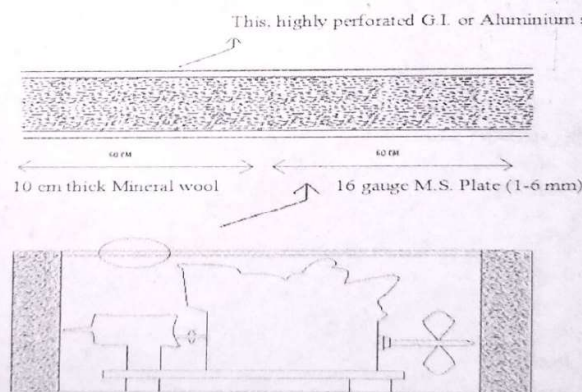 This, highly perforated G.I. or Aluminium
60 CM 60 CM
10 cm thick Mineral wool 16 gauge M.S. Plate (1-6 mm)